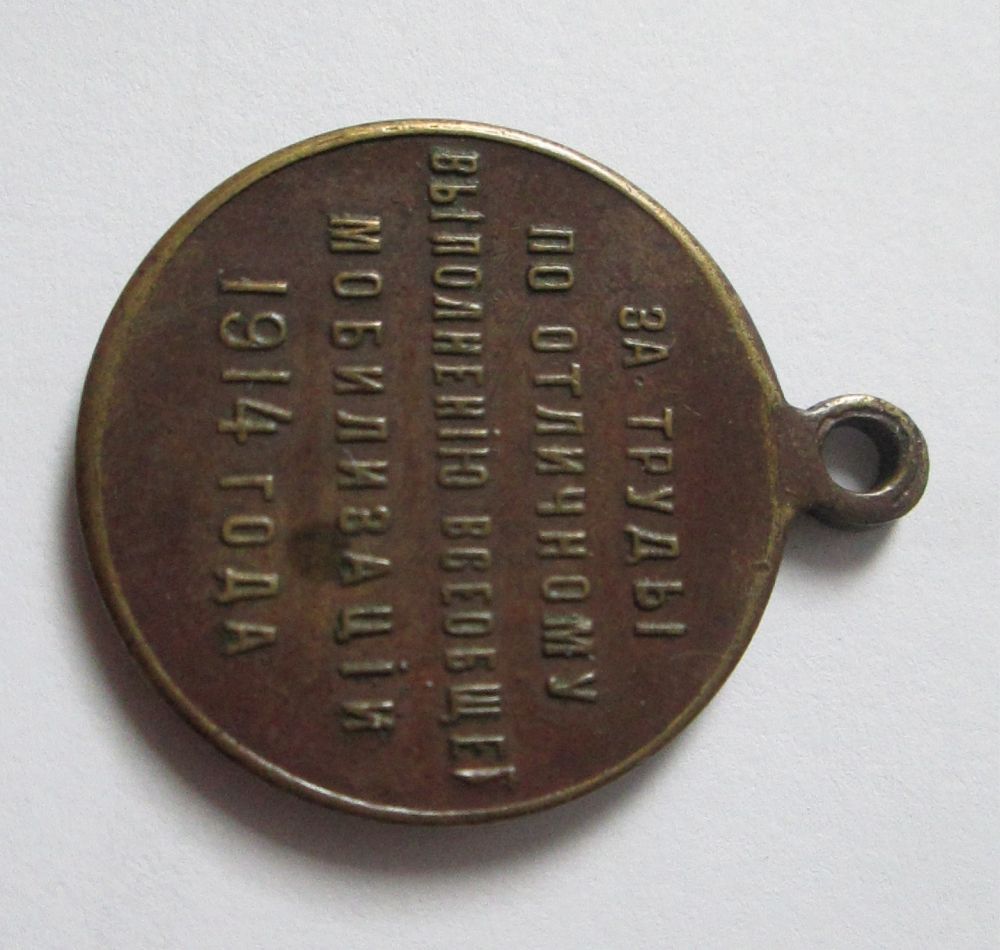 ЗА ТРУДЫ
ПО ОТЛИЧНОМУ
ВЫПОЛНЕНІЮ ВСЕОБЩЕЙ
МОБИЛИЗАЦІИ
1914 ГОДА